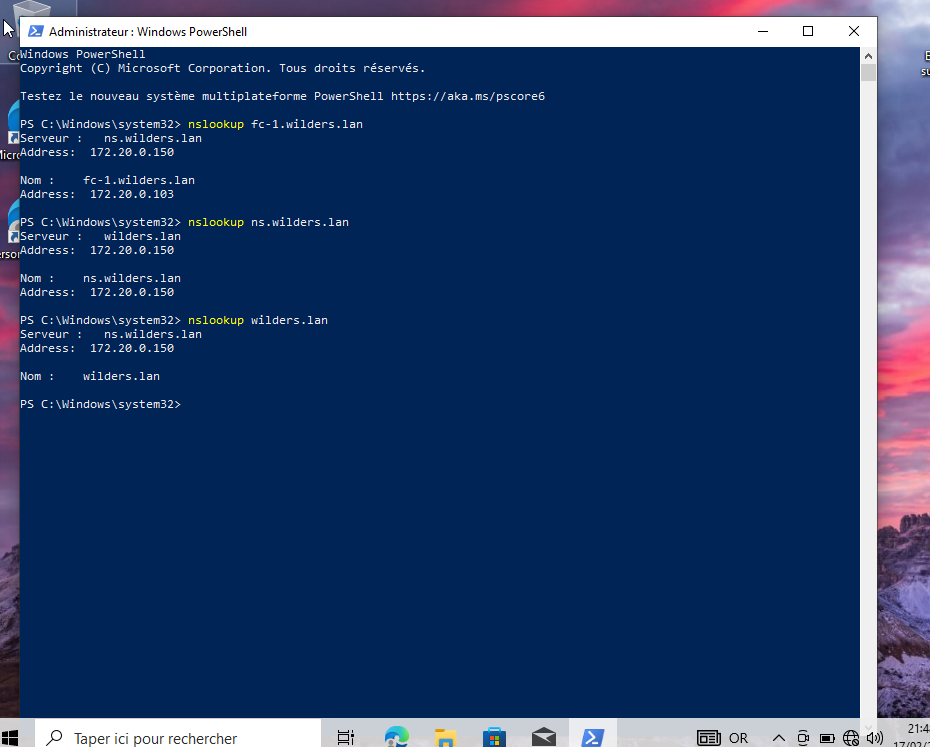 Administrateur : Windows PowerShell
Windows PowerShell
Copyright (C) Microsoft Corporation. Tous droits réservés.
Testez le nouveau système multiplateforme PowerShell https://aka.ms/pscore6
PS C:\Windows\system32> nslookup fc-1.wilders.lan
Serveur :   ns.wilders.lan
Address:  172.20.0.150
Nom :    fc-1.wilders.lan
Address:  172.20.0.103
PS C:\Windows\system32> nslookup ns.wilders.lan
Serveur :   wilders.lan
Address:  172.20.0.150
Nom :    ns.wilders.lan
Address:  172.20.0.150
PS C:\Windows\system32> nslookup wilders.lan
Serveur :   ns.wilders.lan
Address:  172.20.0.150
Nom :    wilders.lan
PS C:\Windows\system32>
Taper ici pour rechercher
OR